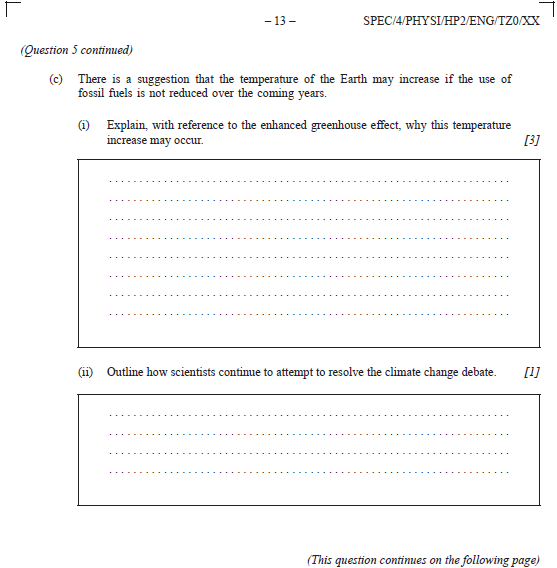 – 13 –
SPEC/4/PHYSI/HP2/ENG/TZ0/XX
(Question 5 continued)
(c) There is a suggestion that the temperature of the Earth may increase if the use of
fossil fuels is not reduced over the coming years.
(i) Explain, with reference to the enhanced greenhouse effect, why this temperature
increase may occur.
[3]
(ii) Outline how scientists continue to attempt to resolve the climate change debate.
[1]
(This question continues on the following page)